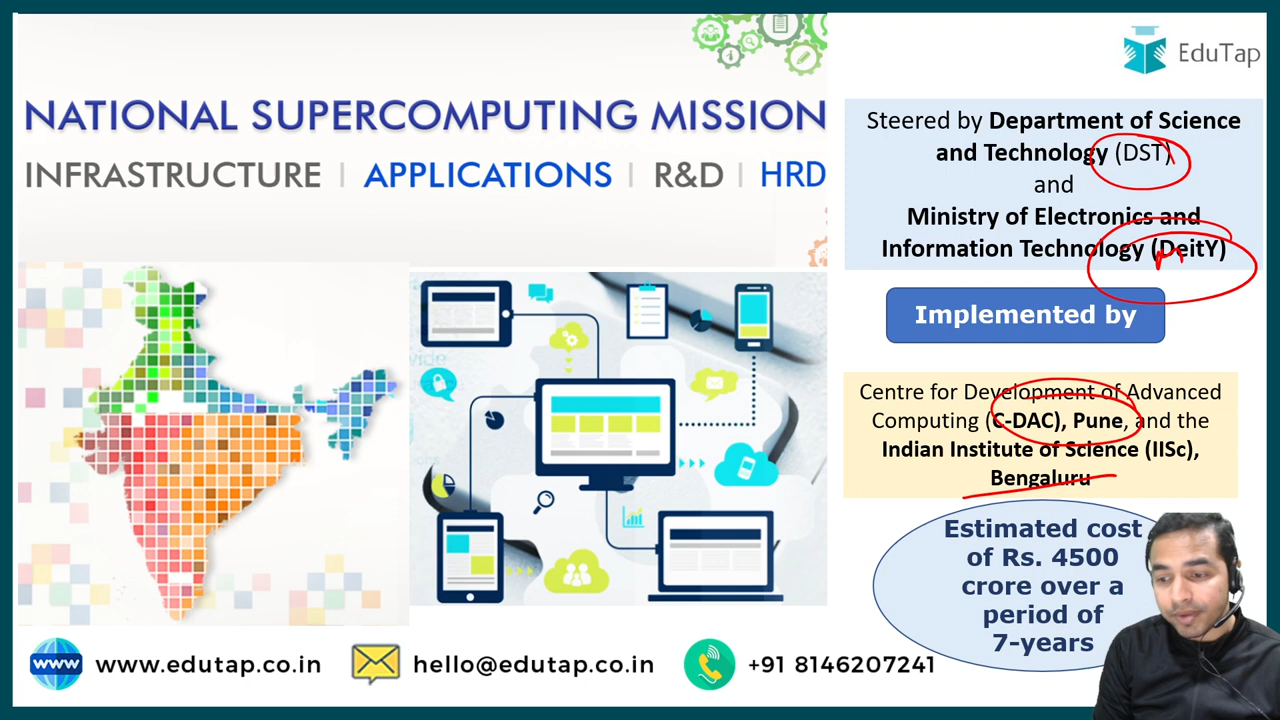 NATIONAL SUPERCOMPUTING MISSION
INFRASTRUCTURE | APPLICATIONS | R&D | HRD
EduTap
Steered by Department of Science
and Technology (DST)
and
Ministry of Electronics and
Information Technology (DeitY)
Implemented by
Centre for Development of Advanced
Computing (C-DAC), Pune, and the
Indian Institute of Science (IISc),
Bengaluru
Estimated cost
of Rs. 4500
crore over a
period of
7-years
www
www.edutap.co.in
hello@edutap.co.in
+91 8146207241